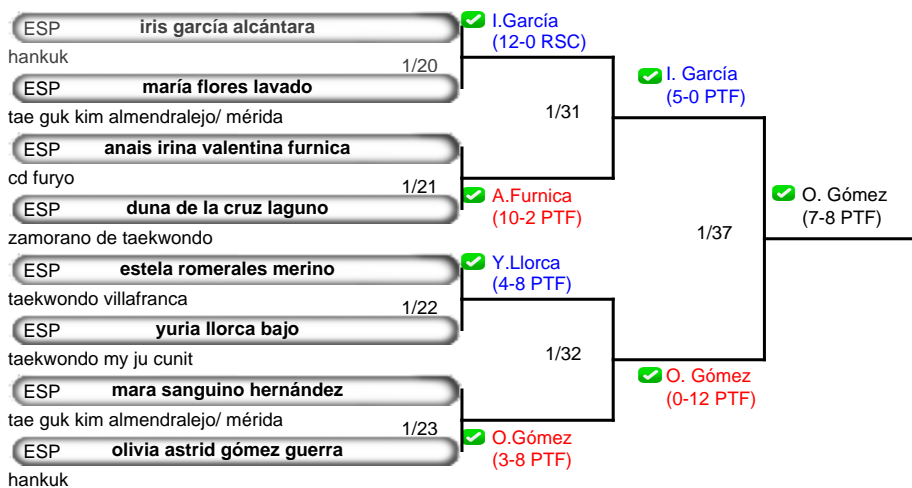 ESP iris garcía alcántara
hankuk
1/20
ESP maría flores lavado
tae guk kim almendralejo/ mérida
ESP anais irina valentina furnica
cd furyo
1/21
ESP duna de la cruz laguno
zamorano de taekwondo
ESP estela romerales merino
taekwondo villafranca
1/22
ESP yuria llorca bajo
taekwondo my ju cunit
ESP mara sanguino hernández
tae guk kim almendralejo/ mérida
1/23
ESP olivia astrid gómez guerra
hankuk
I.García
(12-0 RSC)
A.Furnica
(10-2 PTF)
Y.Llorca
(4-8 PTF)
O.Gómez
(3-8 PTF)
1/31
1/32
I. García
(5-0 PTF)
O. Gómez
(0-12 PTF)
1/37
O. Gómez
(7-8 PTF)